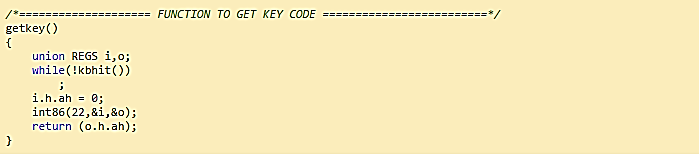 /*==================== FUNCTION TO GET KEY CODE =========================*/
getkey()
{
    union REGS i,o;
    while(!kbhit())
        ;
    i.h.ah = 0;
    int86(22,&i,&o);
    return (o.h.ah);
}